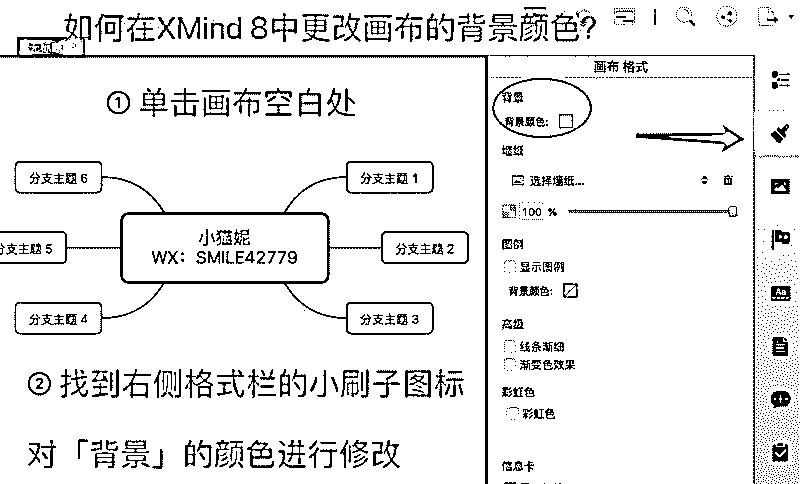 如何在XMind 8中更改画布的背景颜色?
画布 格式
① 单击画布空白处
背景
背景颜色:
墙纸
选择墙纸...
100 %
分支主题 6
分支主题 1
小猫妮
WX: SMILE42779
分支主题 5
分支主题 2
分支主题 4
分支主题 3
图例
显示图例
背景颜色:
高级
线条渐细
渐变色效果
彩虹色
彩虹色
信息卡
Aa
② 找到右侧格式栏的小刷子图标
对「背景」的颜色进行修改